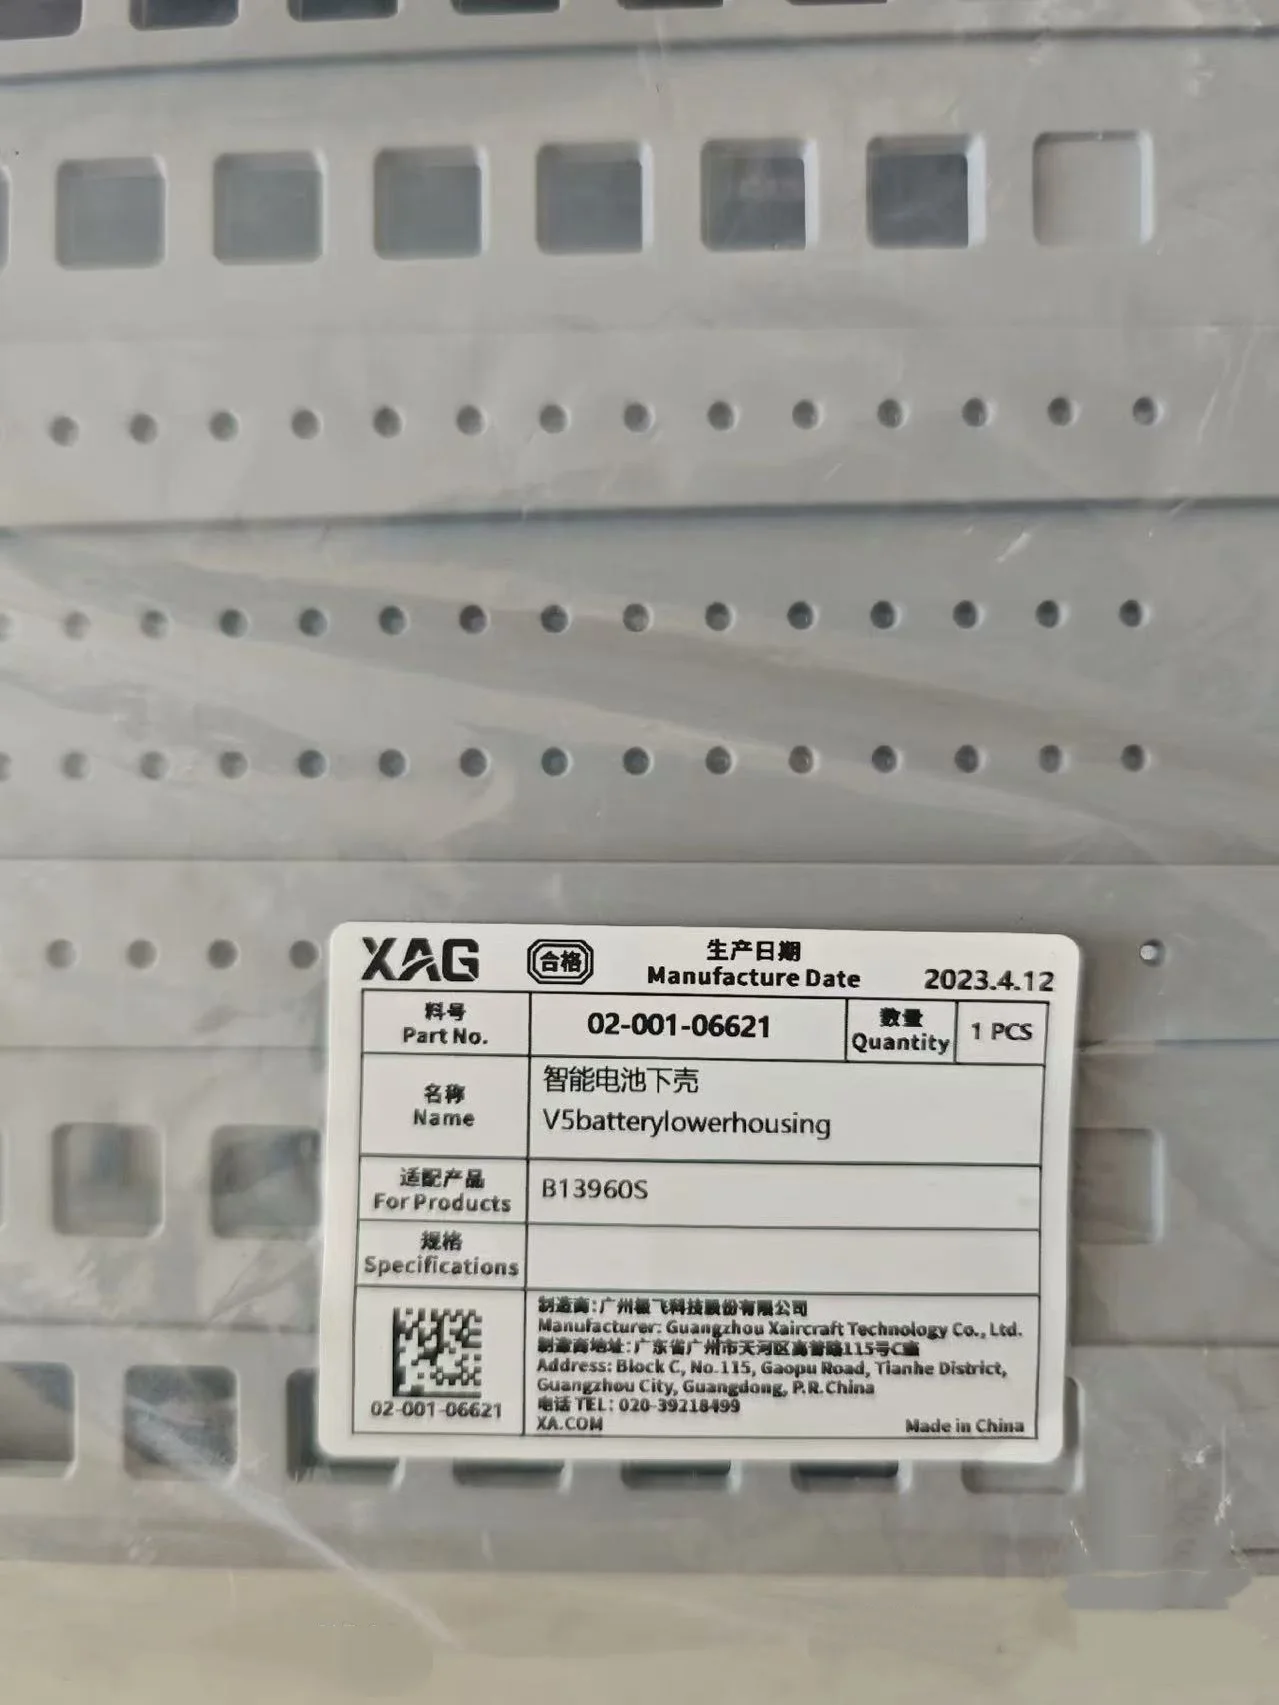 XAG
合格
生产日期
Manufacture Date
2023.4.12
料号
Part No.
02-001-06621
数量
Quantity
1 PCS
名称
Name
智能电池下壳
V5batterylowerhousing
适配产品
For Products
B13960S
规格
Specifications
02-001-06621
制造商:广州极飞科技股份有限公司
Manufacturer: Guangzhou Xaircraft Technology Co., Ltd.
制造商地址:广东省广州市天河区高普路115号C座
Address: Block C, No.115, Gaopu Road, Tianhe District,
Guangzhou City, Guangdong, P.R.China
电话 TEL: 020-39218499
XA.COM
Made in China